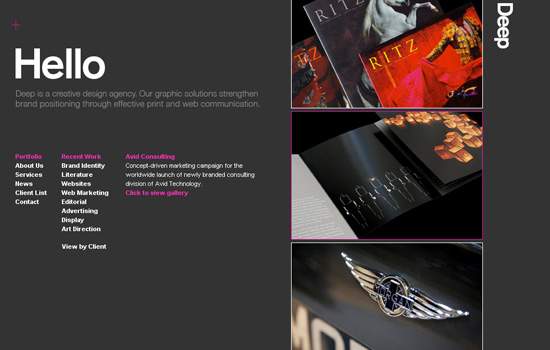 Hello
Deep is a creative design agency. Our graphic solutions strengthen
brand positioning through effective print and web communication.
Portfolio
About Us
Services
News
Client List
Contact
Recent Work
Brand Identity
Literature
Websites
Web Marketing
Editorial
Advertising
Display
Art Direction
View by Client
Avid Consulting
Concept-driven marketing campaign for the
worldwide launch of newly branded consulting
division of Avid Technology.
Click to view gallery
RITZ
RITZ
Deep